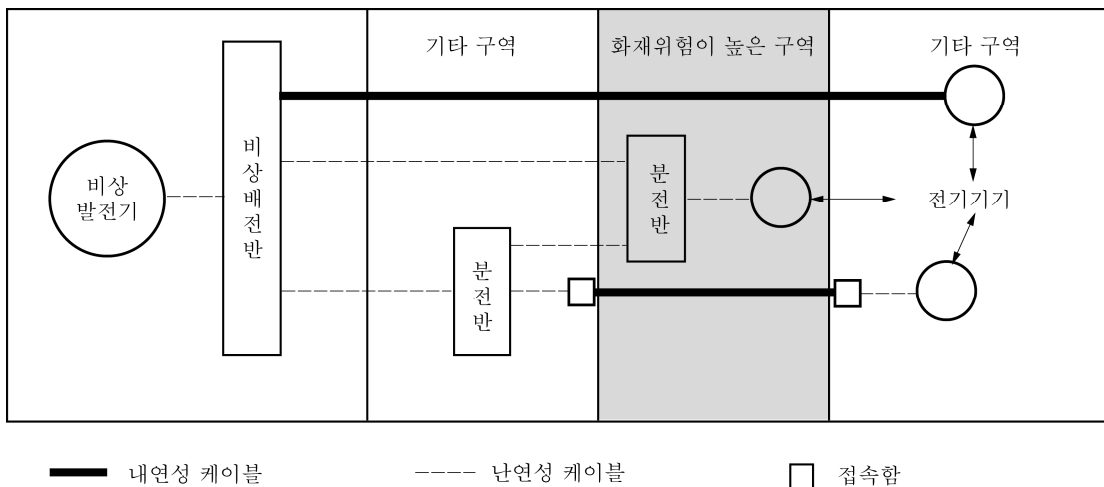 기타 구역
화재위험이 높은 구역
기타 구역
비상
발전기
비상배전반
분전반
분전반
전기기기
내연성 케이블
난연성 케이블
접속함